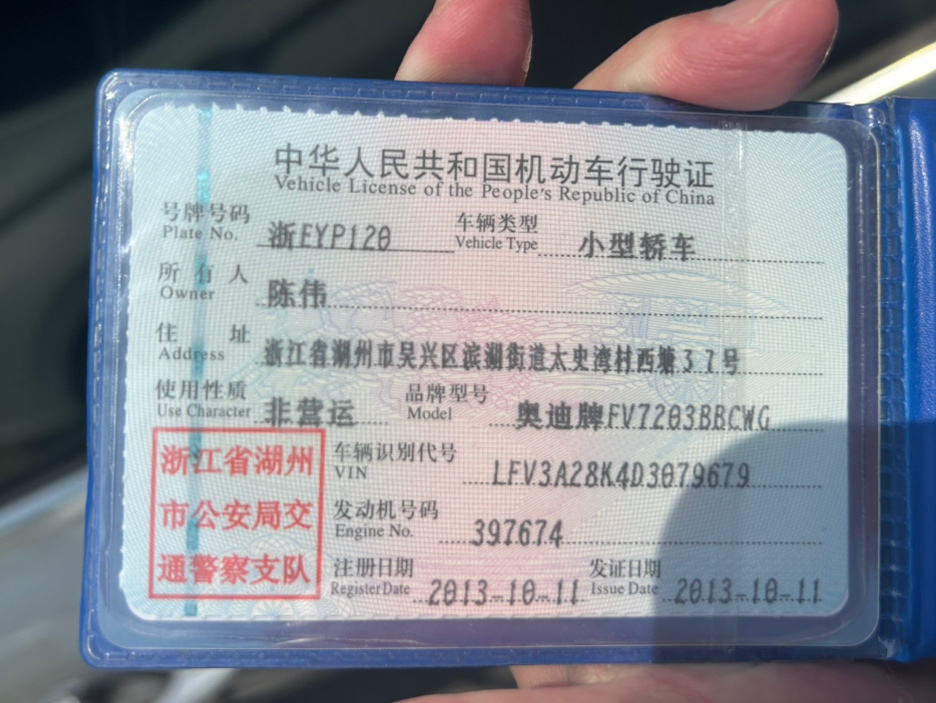 中华人民共和国机动车行驶证
Vehicle License of the People's Republic of China
号牌号码 浙EYP120 车辆类型 小型轿车
Plate No. Vehicle Type
所有人 陈伟
Owner
住址 浙江省湖州市吴兴区滨湖街道太史湾村西塘37号
Address
使用性质 非营运 品牌型号 奥迪牌FV7203BBCWG
Use Character Model
浙江省湖州
市公安局交
通警察支队
车辆识别代号 LFV3A28K4D3079679
VIN
发动机号码 397674
Engine No.
注册日期 2013-10-11 发证日期 2013-10-11
Register Date Issue Date